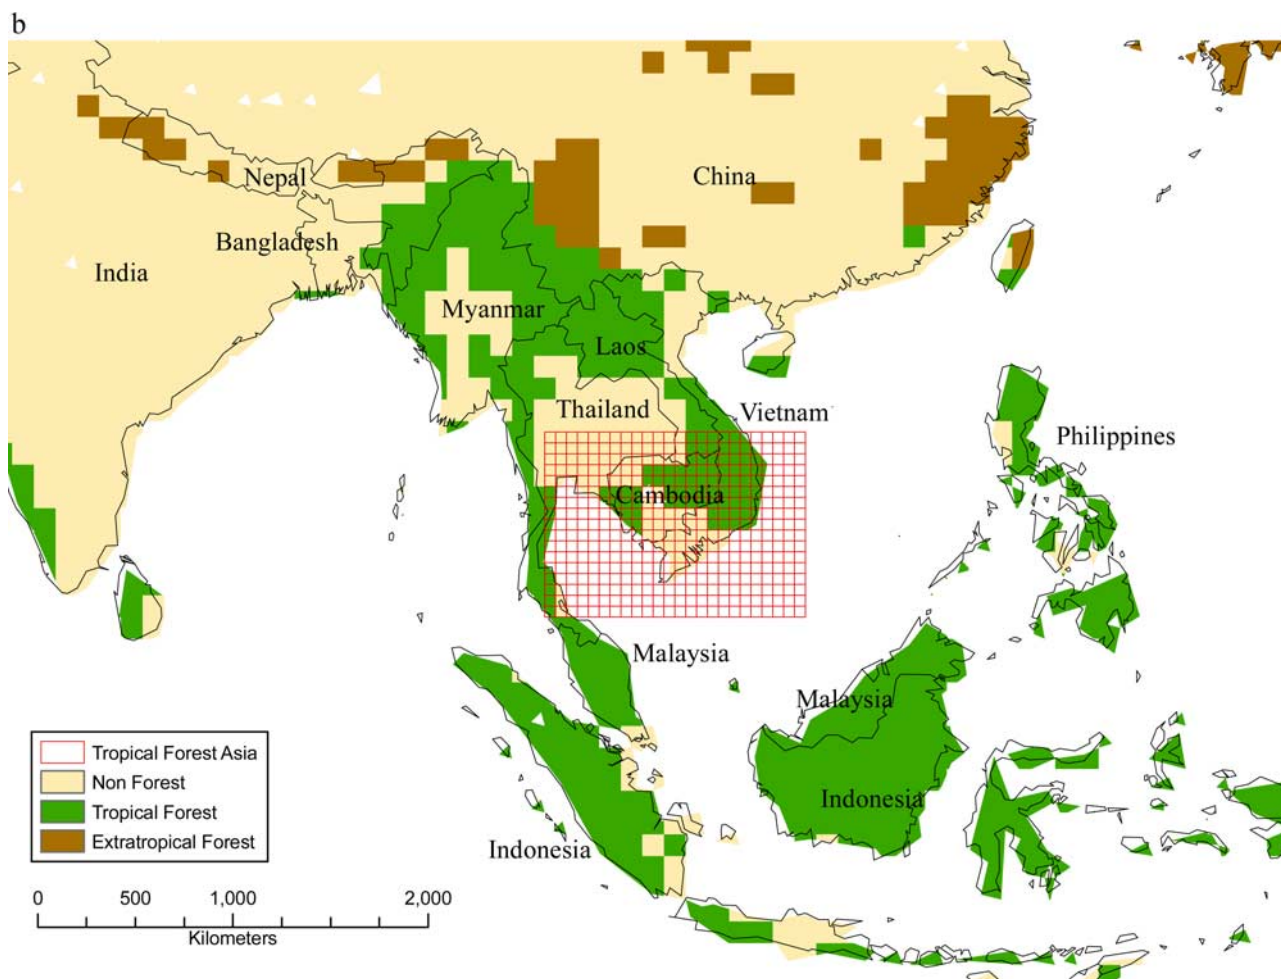 b
Nepal
China
Bangladesh
India
Myanmar
Laos
Thailand
Vietnam
Philippines
Cambodia
Malaysia
Malaysia
Indonesia
Indonesia
Tropical Forest Asia
Non Forest
Tropical Forest
Extratropical Forest
0 500 1,000 2,000
Kilometers